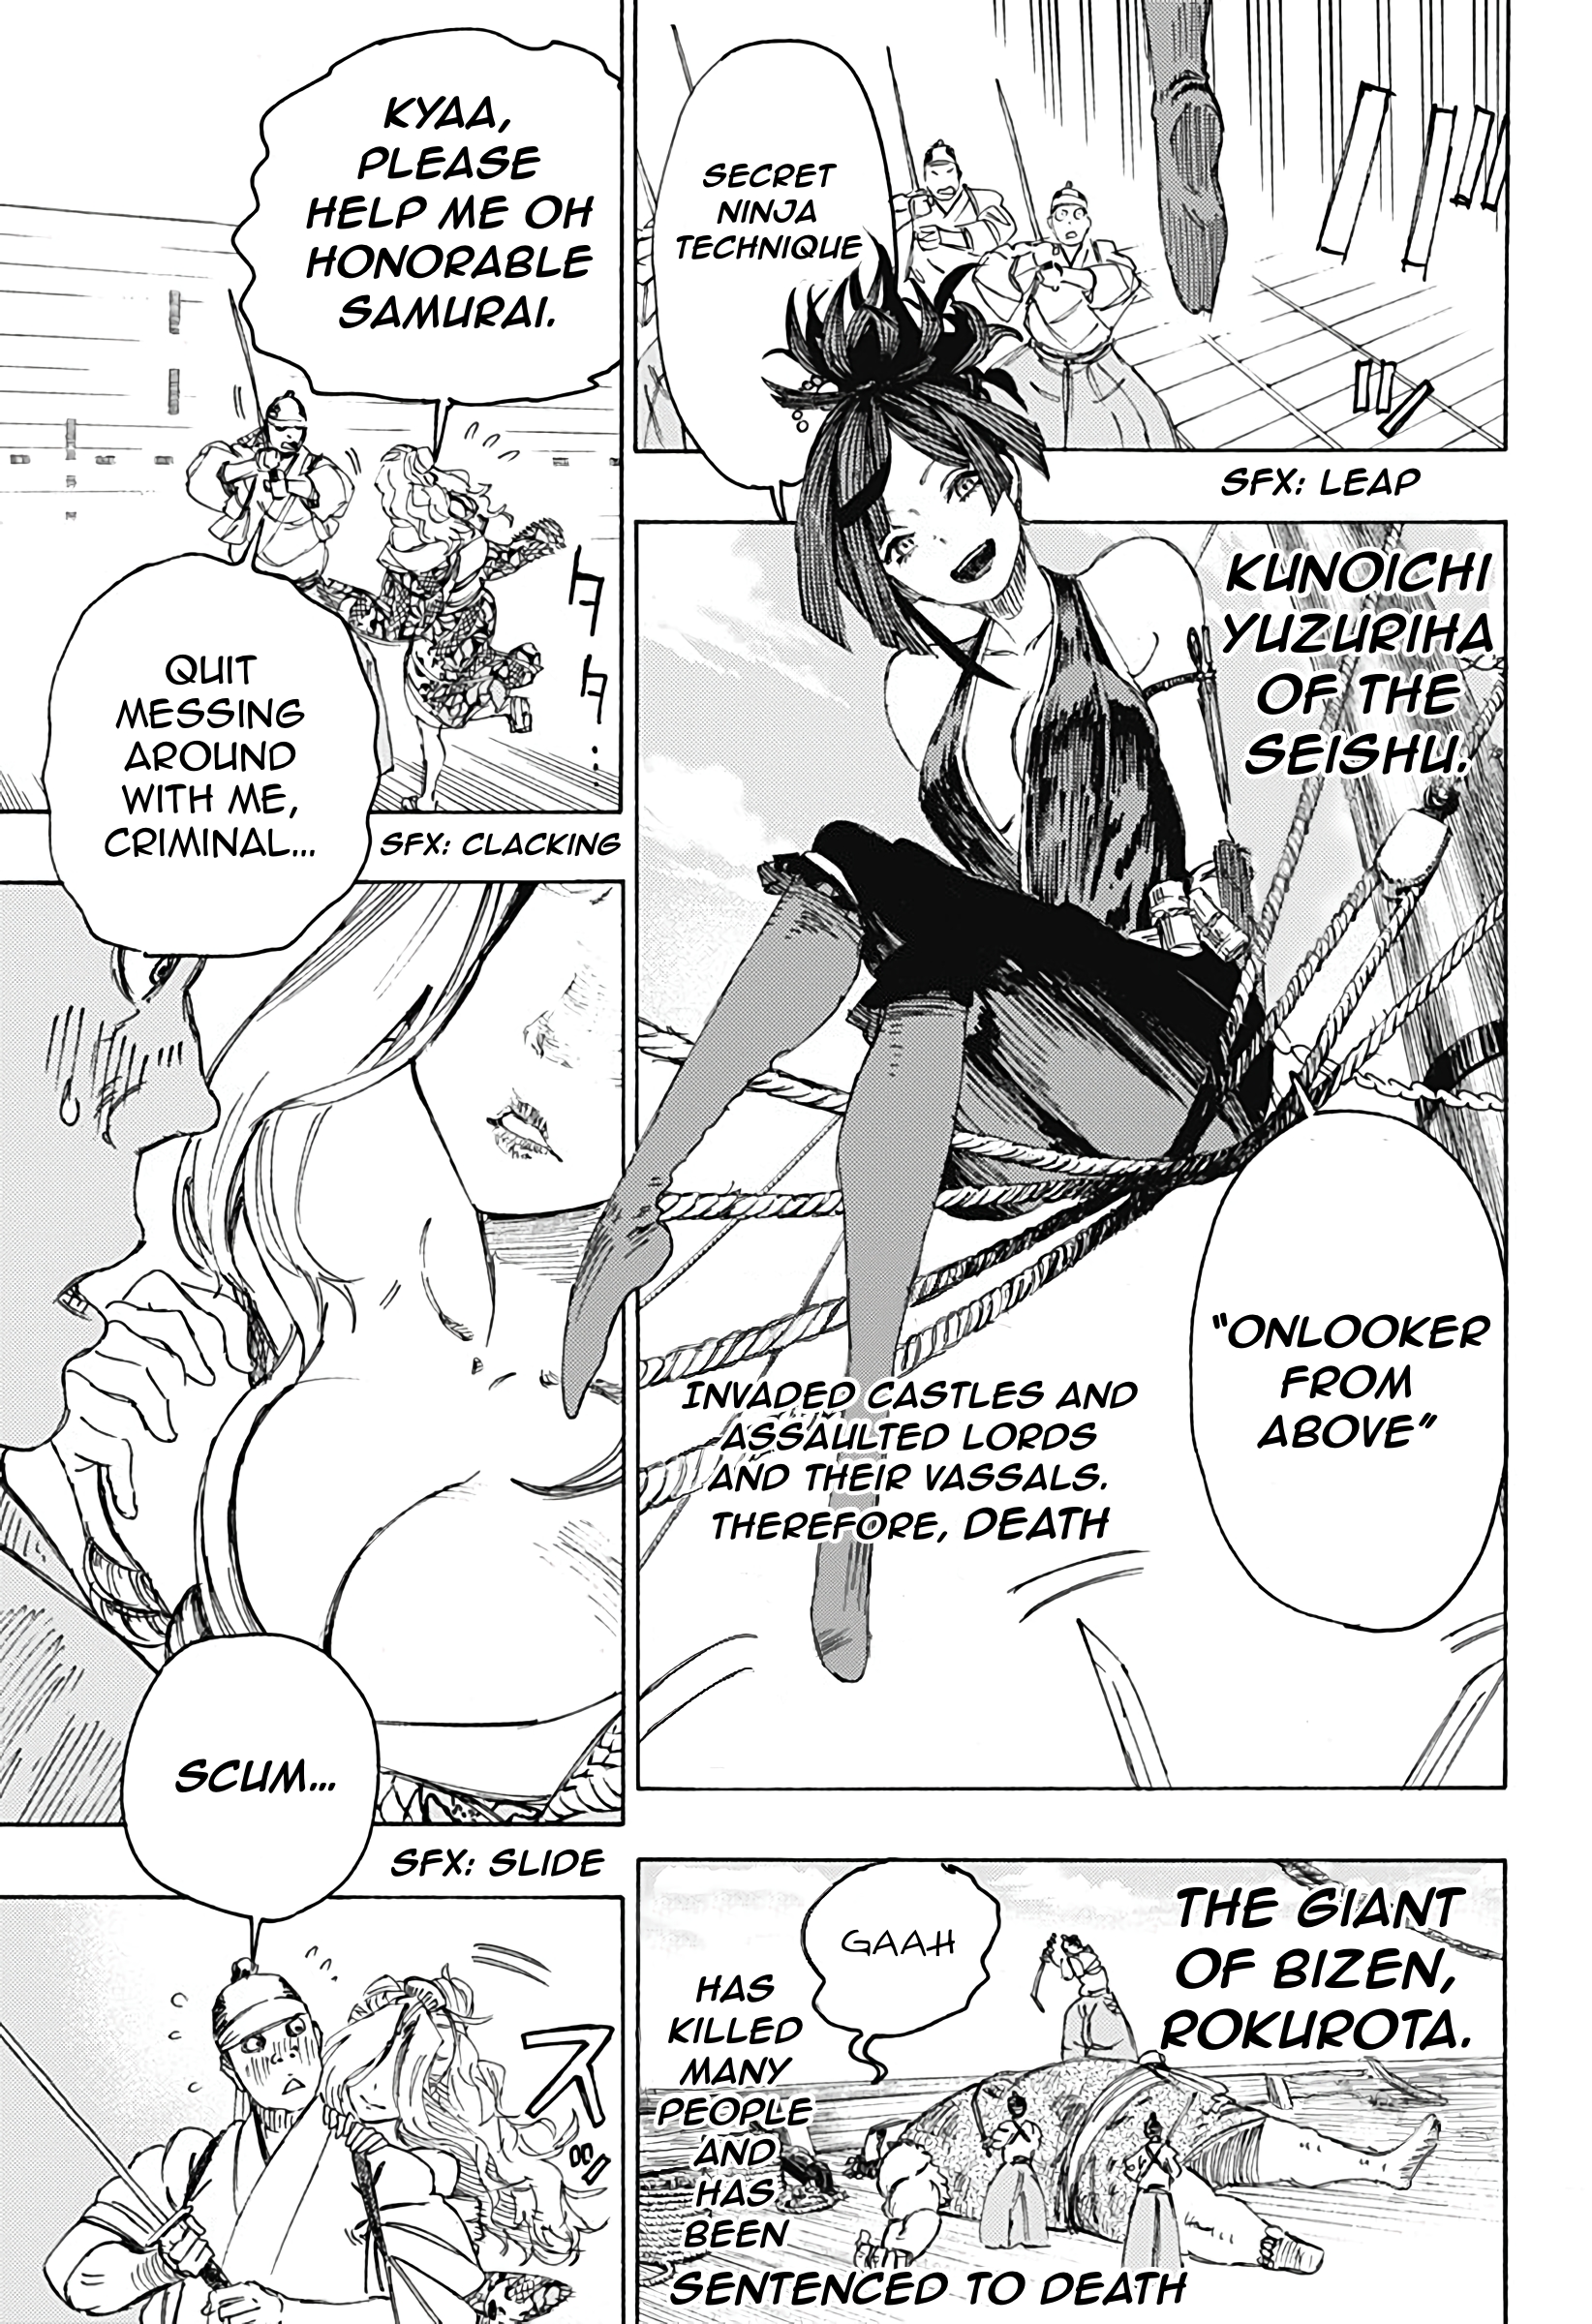 SECRET
NINJA
TECHNIQUE
SFX: LEAP
KUNOICHI
YUZURIHA
OF THE
SEISHU.
"ONLOOKER
FROM
ABOVE"
INVADED CASTLES AND
ASSAULTED LORDS
AND THEIR VASSALS.
THEREFORE, DEATH
THE GIANT
OF BIZEN,
ROKUROTA.
GAAH
HAS
KILLED
MANY
PEOPLE
AND
HAS
BEEN
SENTENCED TO DEATH
KYAA,
PLEASE
HELP ME OH
HONORABLE
SAMURAI.
タタ...
QUIT
MESSING
AROUND
WITH ME,
CRIMINAL...
SFX: CLACKING
SCUM...
SFX: SLIDE
ス